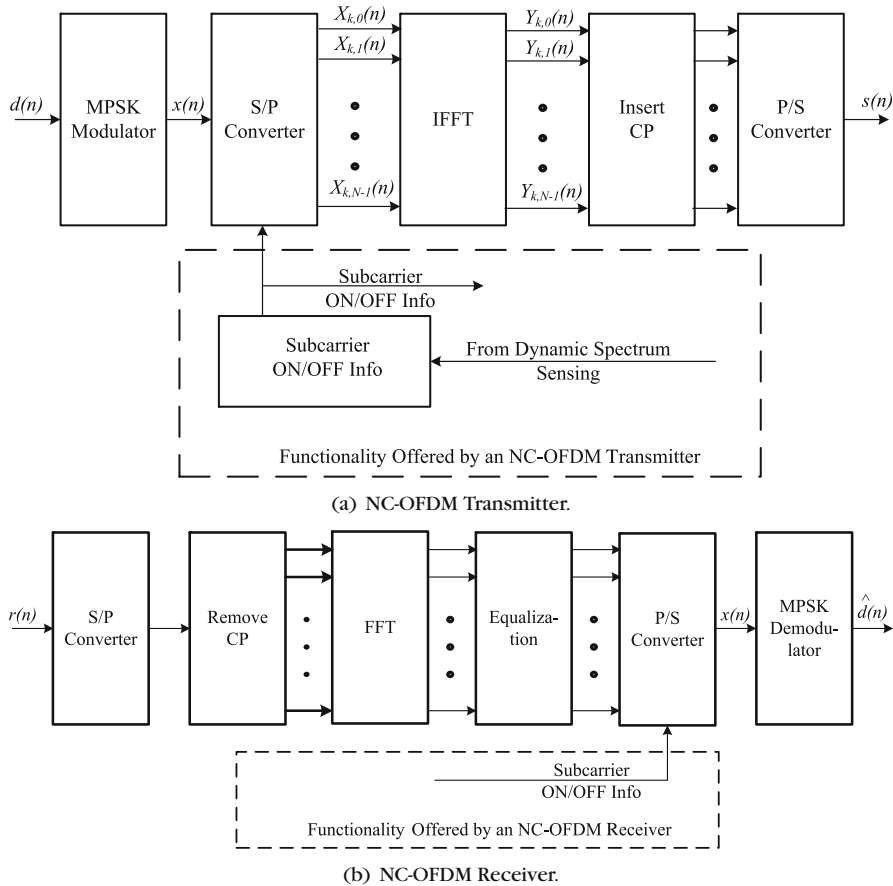 X_{k,0}(n)
Y_{k,0}(n)
X_{k,1}(n)
Y_{k,1}(n)
d(n)
MPSK
Modulator
x(n)
S/P
Converter
IFFT
Insert
CP
P/S
Converter
s(n)
X_{k,N-1}(n)
Y_{k,N-1}(n)
Subcarrier
ON/OFF Info
Subcarrier
ON/OFF Info
From Dynamic Spectrum
Sensing
Functionality Offered by an NC-OFDM Transmitter
(a) NC-OFDM Transmitter.
r(n)
S/P
Converter
Remove
CP
FFT
Equaliza-
tion
P/S
Converter
x(n)
MPSK
Demodu-
lator
^
d(n)
Subcarrier
ON/OFF Info
Functionality Offered by an NC-OFDM Receiver
(b) NC-OFDM Receiver.